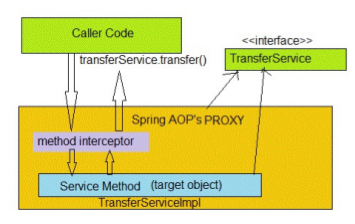 Caller Code
<<interface>>
transferService.transfer()
TransferService
Spring AOP's PROXY
method interceptor
Service Method (target object)
TransferServiceImpl